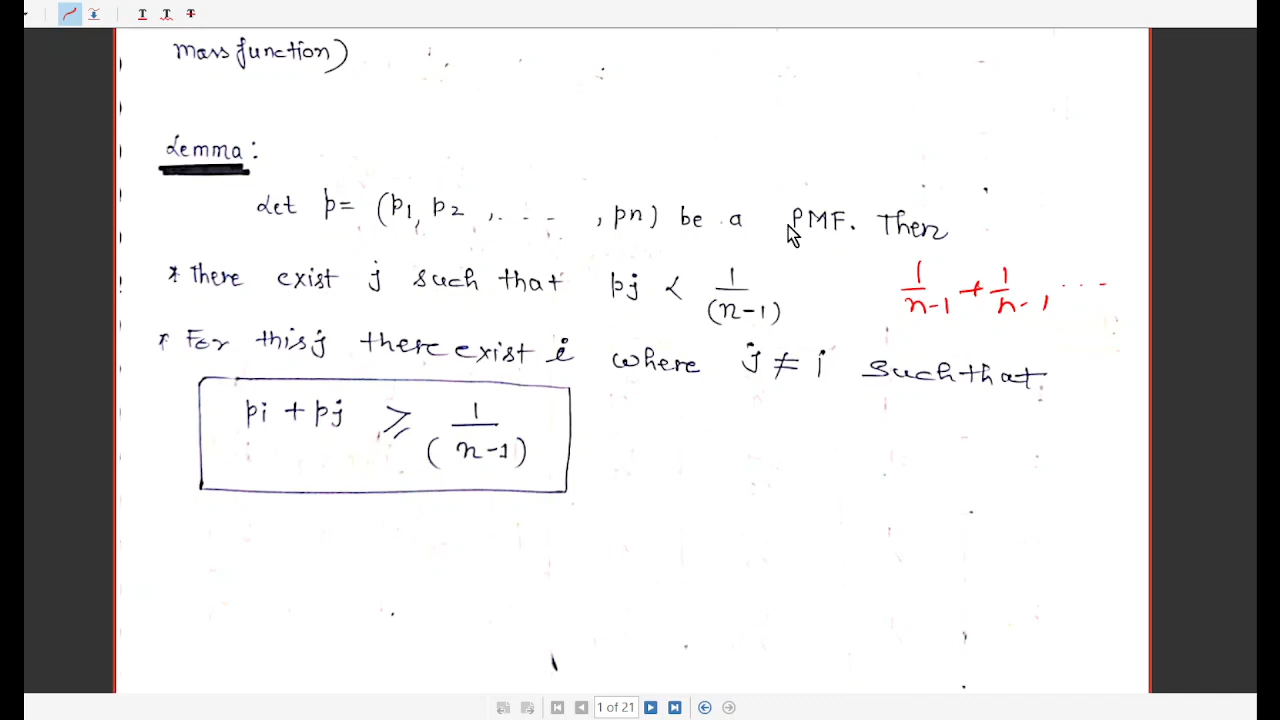 mass function)
Lemma:
Let p= (p1, p2, . . . . , pn) be a PMF. Then
* There exist j such that pj < 1/(n-1)
1/n-1 + 1/n-1, . . .
* For this j there exist i where j ≠ i such that
pi + pj ≥ 1/(n-1)
T T T
1 of 21